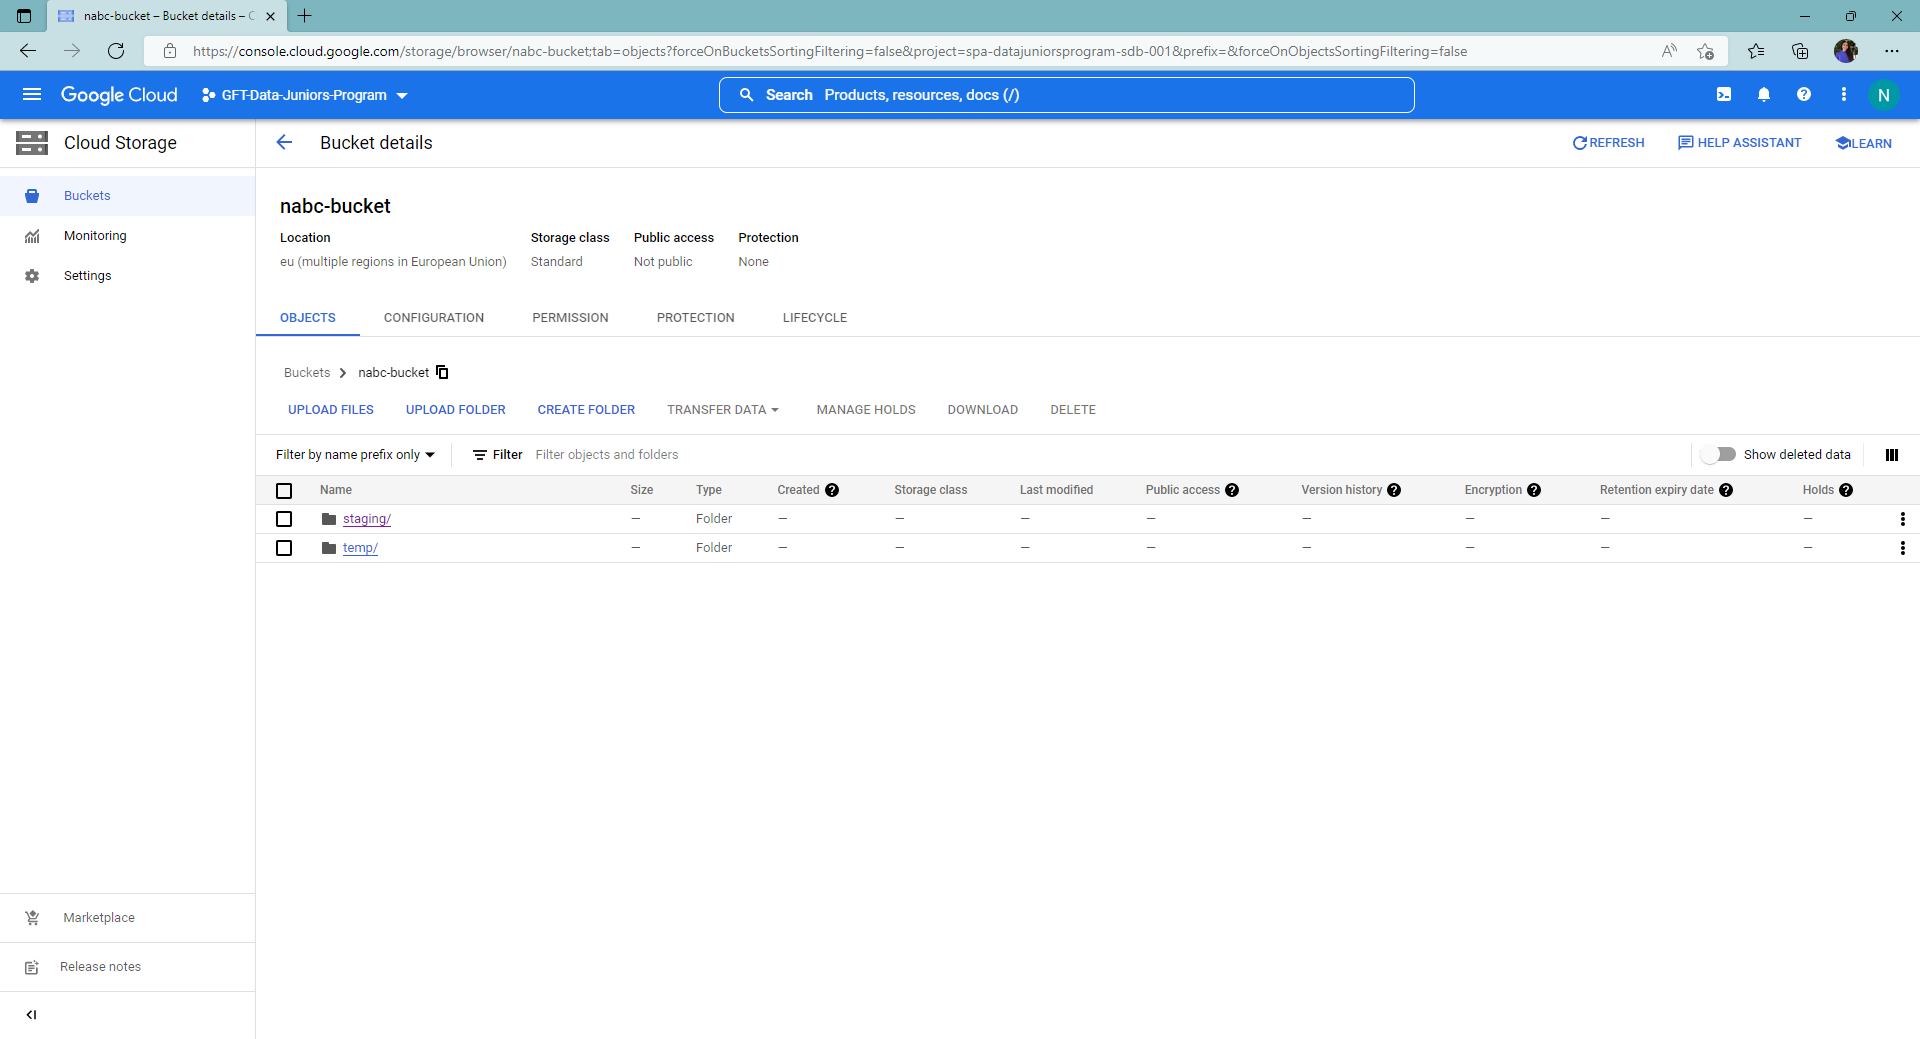 nabc-bucket – Bucket details – C
https://console.cloud.google.com/storage/browser/nabc-bucket;tab=objects?forceOnBucketsSortingFiltering=false&project=spa-datajuniorsprogram-sdb-001&prefix=&forceOnObjectsSortingFiltering=false
Google Cloud GFT-Data-Juniors-Program Search Products, resources, docs (/) N
Cloud Storage
Bucket details
REFRESH HELP ASSISTANT LEARN
Buckets
Monitoring
Settings
nabc-bucket
Location Storage class Public access Protection
eu (multiple regions in European Union) Standard Not public None
OBJECTS CONFIGURATION PERMISSION PROTECTION LIFECYCLE
Buckets > nabc-bucket
UPLOAD FILES UPLOAD FOLDER CREATE FOLDER TRANSFER DATA MANAGE HOLDS DOWNLOAD DELETE
Filter by name prefix only Filter Filter objects and folders Show deleted data
Name Size Type Created ? Storage class Last modified Public access ? Version history ? Encryption ? Retention expiry date ? Holds ?
staging/ — Folder — — — — — — — —
temp/ — Folder — — — — — — — —
Marketplace
Release notes